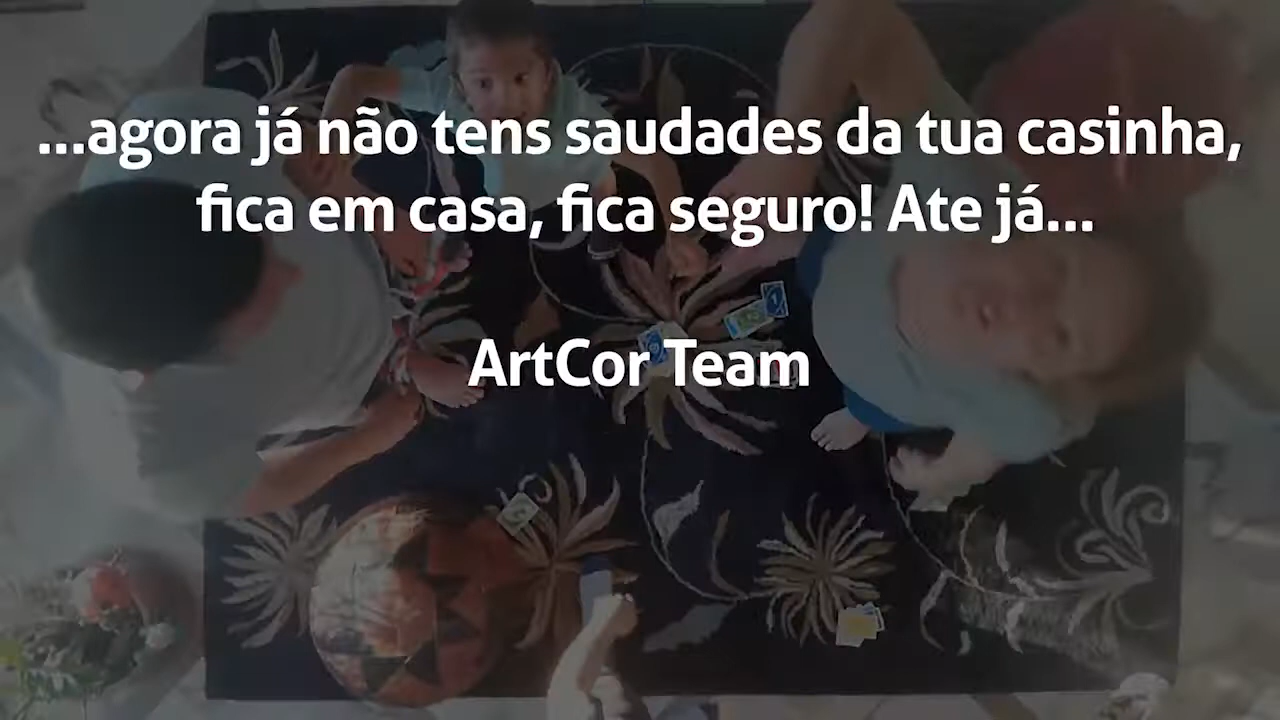 ...agora já não tens saudades da tua casinha,
fica em casa, fica seguro! Ate já...
ArtCor Team